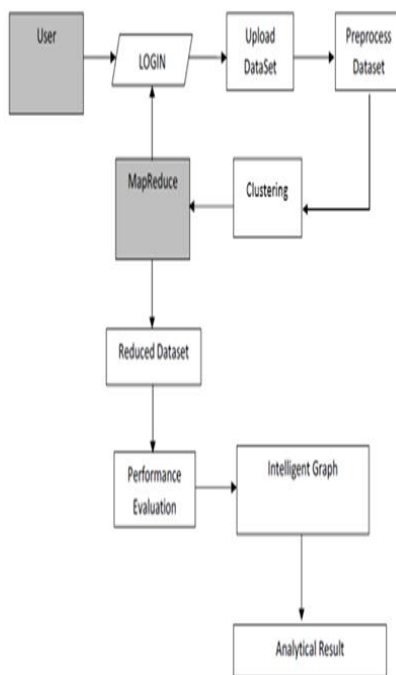 User
LOGIN
Upload
DataSet
Preprocess
Dataset
MapReduce
Clustering
Reduced Dataset
Performance
Evaluation
Intelligent Graph
Analytical Result